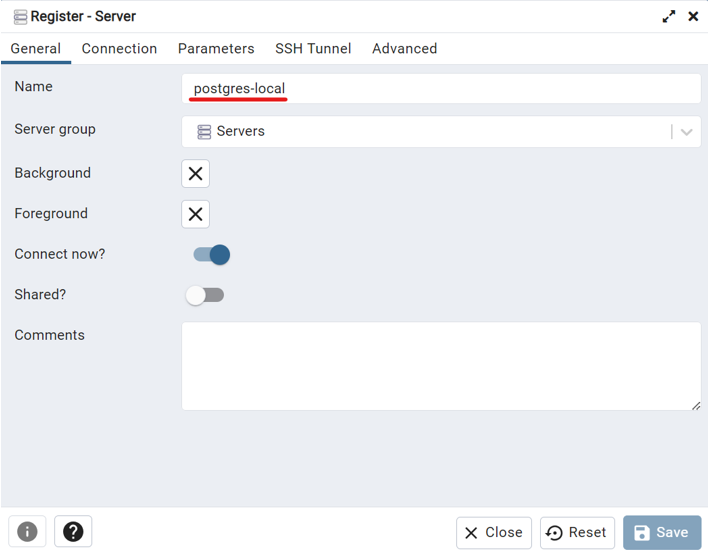 Register - Server
General Connection Parameters SSH Tunnel Advanced
Name postgres-local
Server group Servers
Background
Foreground
Connect now?
Shared?
Comments
Close Reset Save